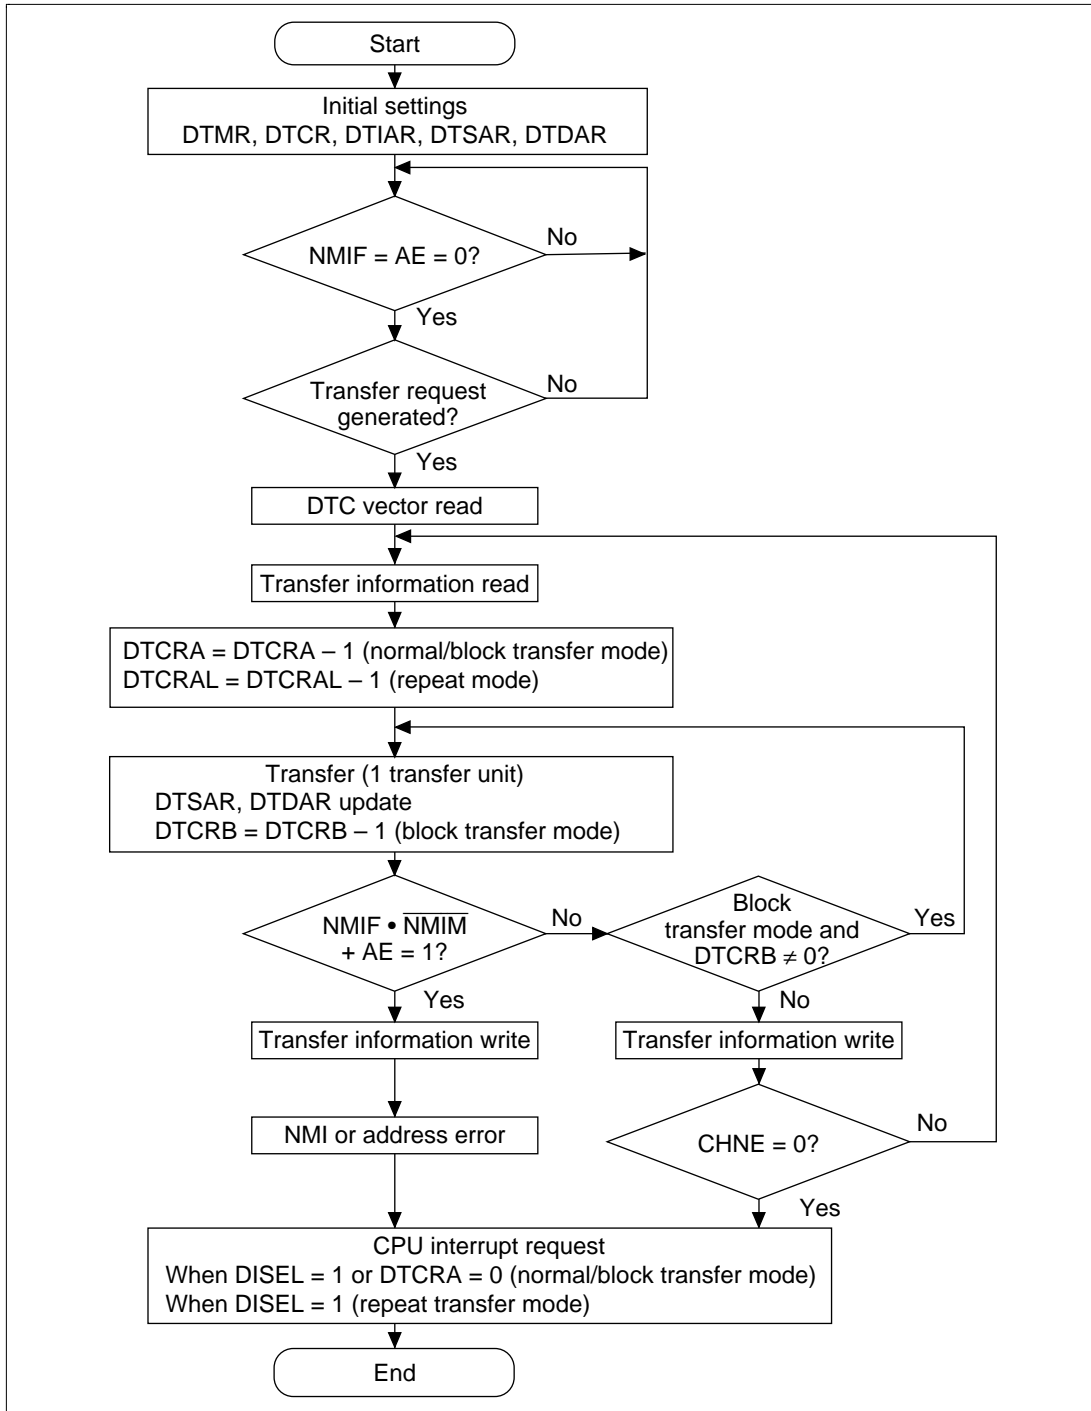 Start
Initial settings
DTMR, DTCR, DTIAR, DTSAR, DTDAR
NMIF = AE = 0?
No
Yes
Transfer request
generated?
No
Yes
DTC vector read
Transfer information read
DTCRA = DTCRA – 1 (normal/block transfer mode)
DTCRAL = DTCRAL – 1 (repeat mode)
Transfer (1 transfer unit)
DTSAR, DTDAR update
DTCRB = DTCRB – 1 (block transfer mode)
NMIF • N̅M̅I̅M̅
+ AE = 1?
No
Yes
Block
transfer mode and
DTCRB ≠ 0?
Yes
No
Transfer information write
Transfer information write
NMI or address error
CHNE = 0?
No
Yes
CPU interrupt request
When DISEL = 1 or DTCRA = 0 (normal/block transfer mode)
When DISEL = 1 (repeat transfer mode)
End